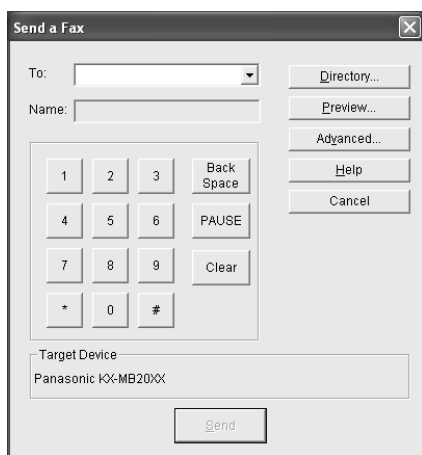 Send a Fax
To:
Name:
Directory...
Preview...
Advanced...
Help
Cancel
1 2 3 Back Space
4 5 6 PAUSE
7 8 9 Clear
* 0 #
Target Device
Panasonic KX-MB20XX
Send